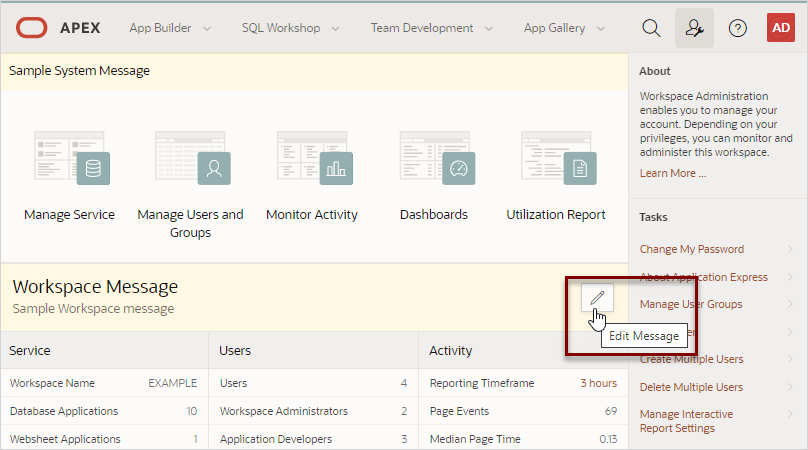 APEX App Builder SQL Workshop Team Development App Gallery AD
Sample System Message
Manage Service
Manage Users and
Groups
Monitor Activity
Dashboards
Utilization Report
Workspace Message
Sample Workspace message
Edit Message
Service
Workspace Name EXAMPLE
Database Applications 10
Websheet Applications 1
Users
Users 4
Workspace Administrators 2
Application Developers 3
Activity
Reporting Timeframe 3 hours
Page Events 69
Median Page Time 0.13
About
Workspace Administration
enables you to manage your
account. Depending on your
privileges, you can monitor and
administer this workspace.
Learn More ...
Tasks
Change My Password
About Application Express
Manage User Groups
Create Multiple Users
Delete Multiple Users
Manage Interactive
Report Settings